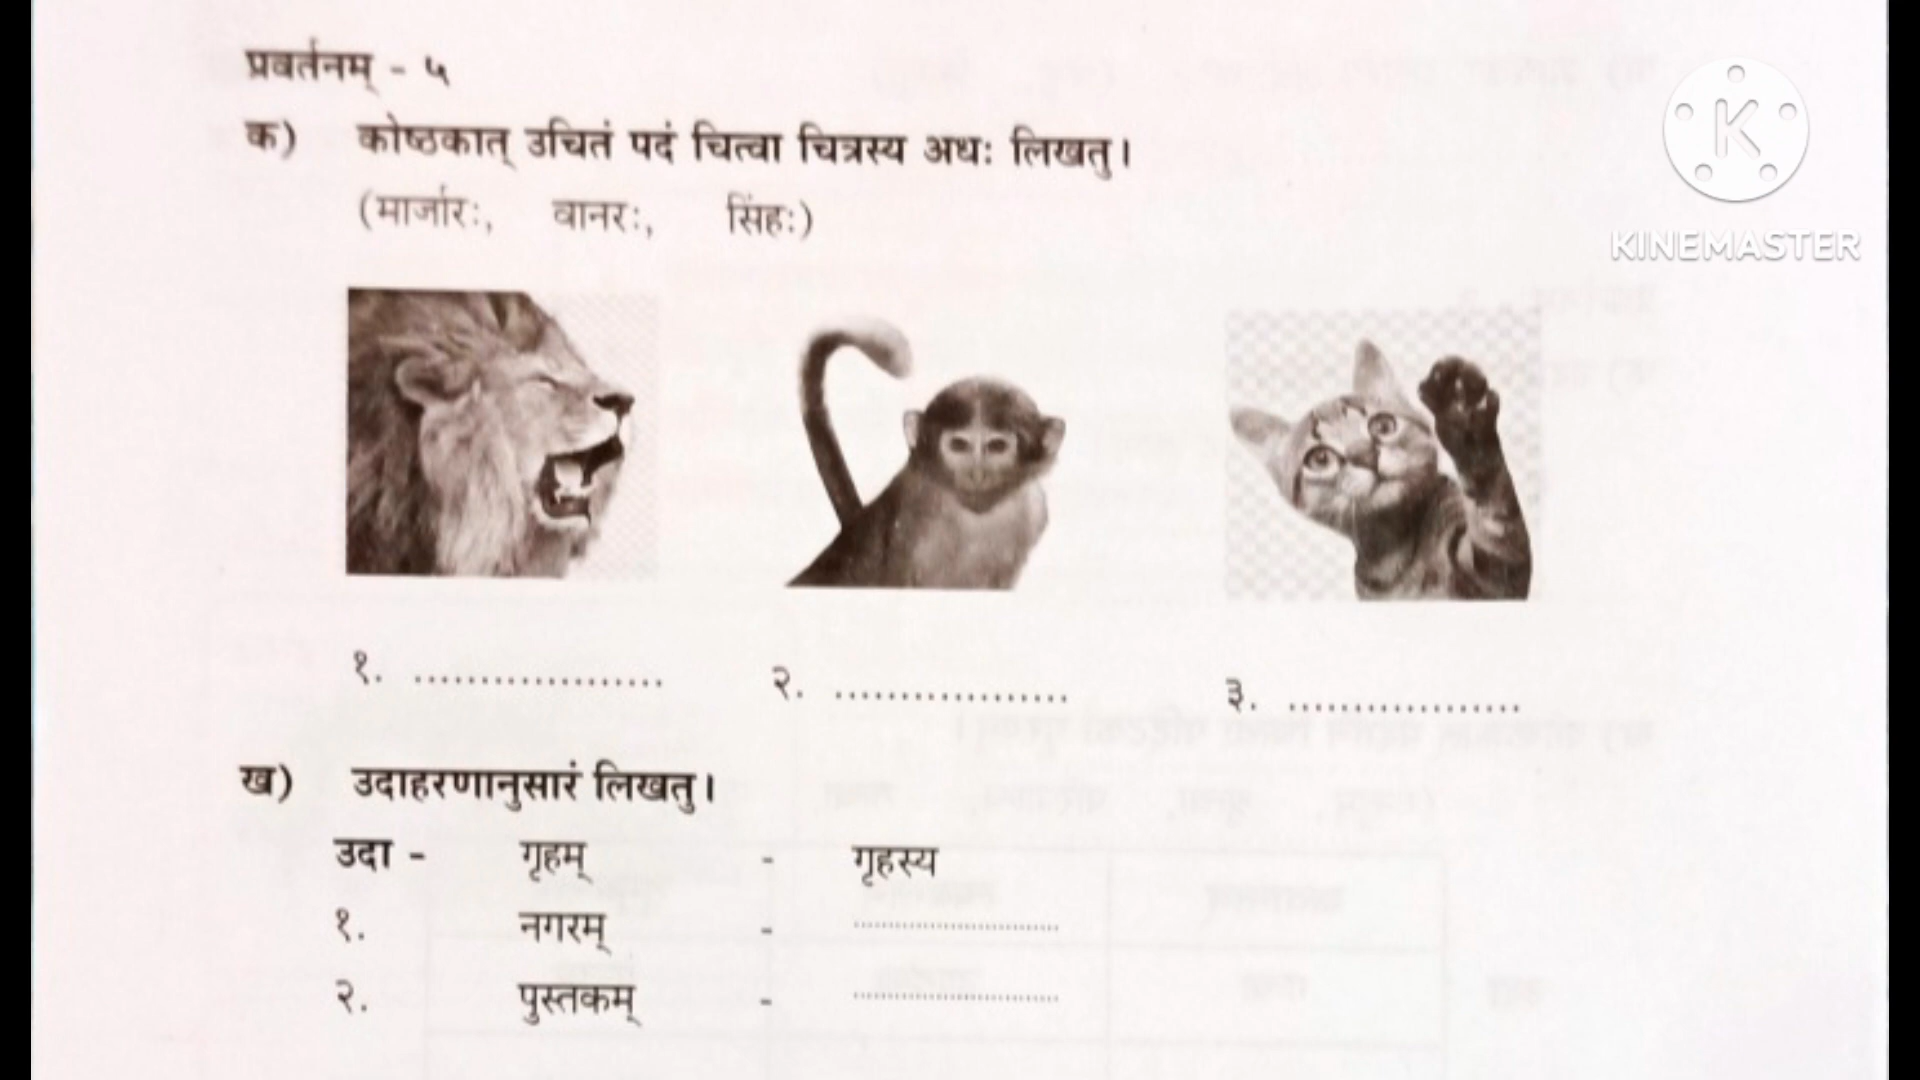 प्रवर्तनम् - ५
क) कोष्ठकात् उचितं पदं चित्वा चित्रस्य अधः लिखतु।
(मार्जारः, वानरः, सिंहः)
K
KINEMASTER
१. ................... २. .................. ३. ..................
ख) उदाहरणानुसारं लिखतु।
उदा - गृहम् - गृहस्य
१. नगरम् - ..............................
२. पुस्तकम् - ..............................